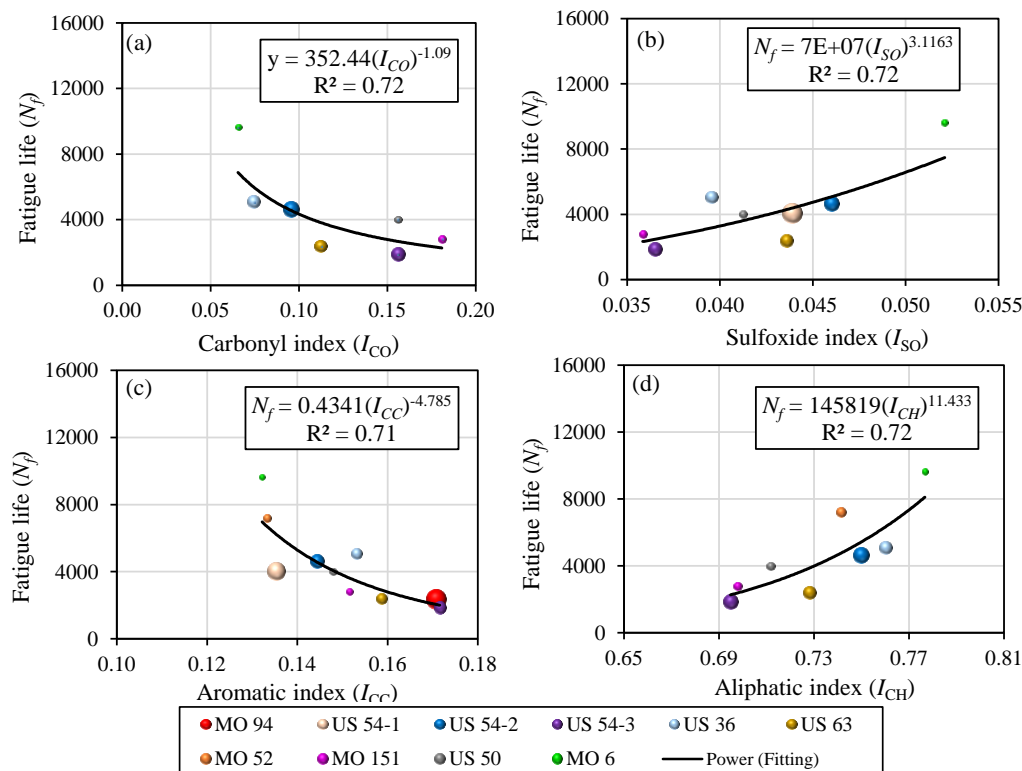 (a)
y = 352.44(I_CO)^-1.09
R² = 0.72
Fatigue life (N_f)
16000
12000
8000
4000
0
0.00 0.05 0.10 0.15 0.20
Carbonyl index (I_CO)
(b)
N_f = 7E+07(I_SO)^3.1163
R² = 0.72
Fatigue life (N_f)
16000
12000
8000
4000
0
0.036 0.040 0.045 0.050 0.055
Sulfoxide index (I_SO)
(c)
N_f = 0.4341(I_CC)^-4.785
R² = 0.71
Fatigue life (N_f)
16000
12000
8000
4000
0
0.10 0.12 0.14 0.16 0.18
Aromatic index (I_CC)
(d)
N_f = 145819(I_CH)^11.433
R² = 0.72
Fatigue life (N_f)
16000
12000
8000
4000
0
0.65 0.69 0.73 0.77 0.81
Aliphatic index (I_CH)
MO 94 US 54-1 US 54-2 US 54-3 US 36 US 63
MO 52 MO 151 US 50 MO 6 Power (Fitting)